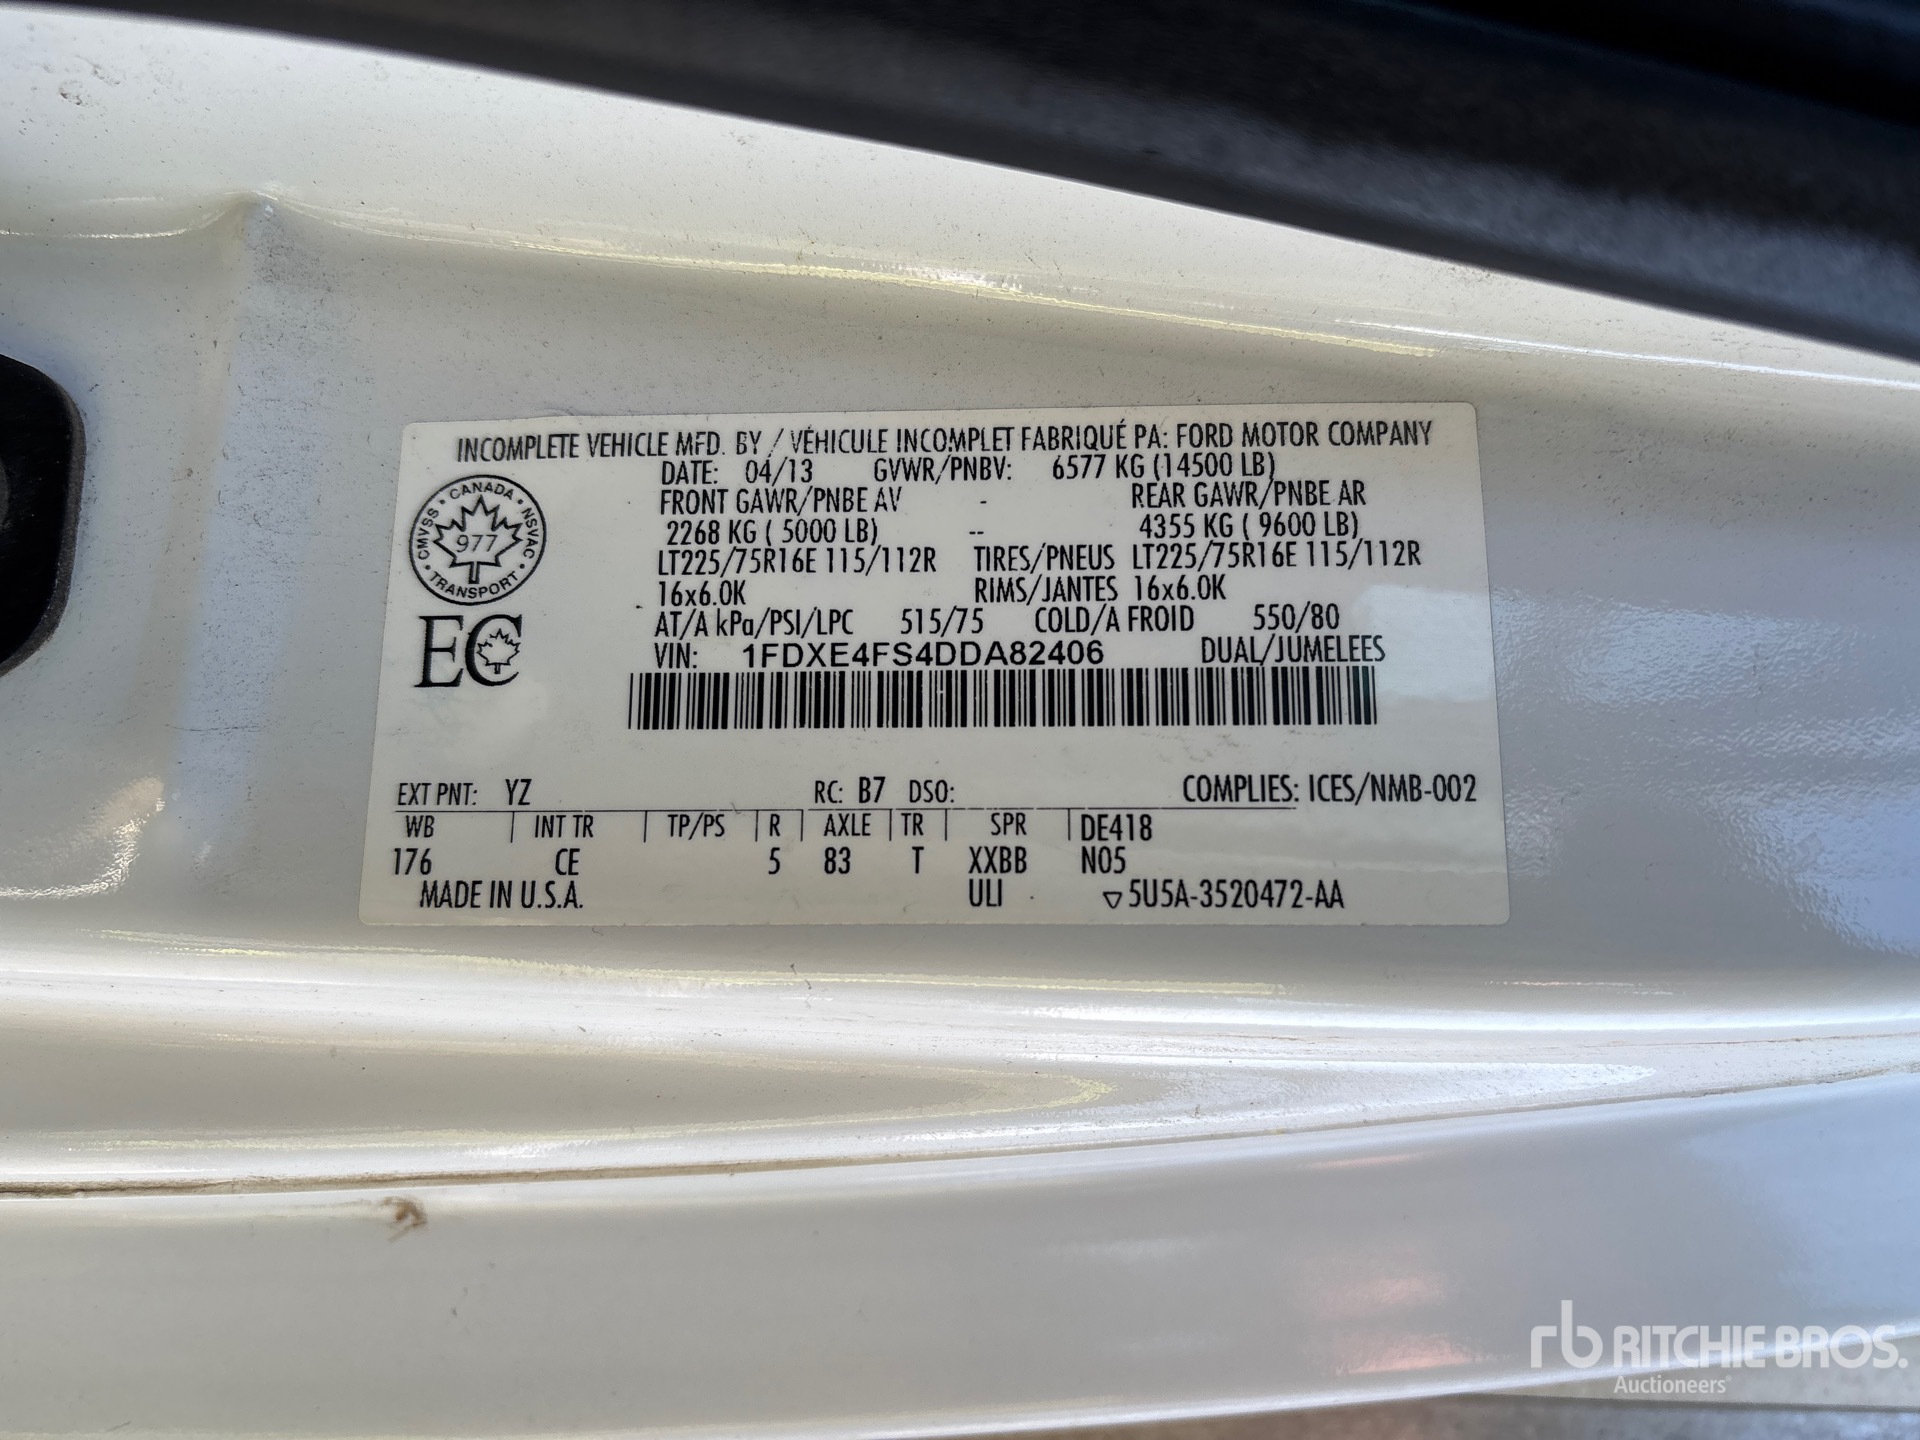 INCOMPLETE VEHICLE MFD. BY / VÉHICULE INCOMPLET FABRIQUÉ PA: FORD MOTOR COMPANY
DATE: 04/13 GVWR/PNBV: 6577 KG (14500 LB)
FRONT GAWR/PNBE AV - REAR GAWR/PNBE AR
2268 KG ( 5000 LB) -- 4355 KG ( 9600 LB)
LT225/75R16E 115/112R TIRES/PNEUS LT225/75R16E 115/112R
16x6.0K RIMS/JANTES 16x6.0K
AT/A kPa/PSI/LPC 515/75 COLD/A FROID 550/80
VIN: 1FDXE4FS4DDA82406 DUAL/JUMELEES
CANADA
CMVSS NSVAC
977
TRANSPORT
EC
EXT PNT: YZ RC: B7 DSO: COMPLIES: ICES/NMB-002
WB | INT TR | TP/PS | R | AXLE | TR | SPR | DE418
176 CE 5 83 T XXBB N05
MADE IN U.S.A. ULI 5U5A-3520472-AA
rb RITCHIE BROS.
Auctioneers